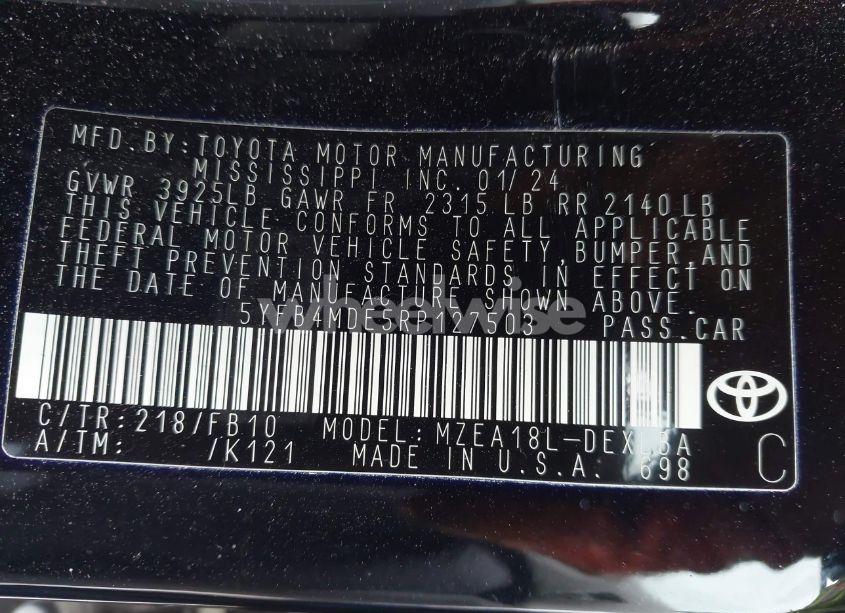 MFD. BY: TOYOTA MOTOR MANUFACTURING
MISSISSIPPI, INC. 01/24
GVWR 3925LB GAWR FR 2315 LB RR 2140 LB
THIS VEHICLE CONFORMS TO ALL APPLICABLE
FEDERAL MOTOR VEHICLE SAFETY, BUMPER, AND
THEFT PREVENTION STANDARDS IN EFFECT ON
THE DATE OF MANUFACTURE SHOWN ABOVE.
wheelwise
PASS. CAR
C/TR: 218/FB10 MODEL: MZEA18L-DEXLBA
A/TM: /K121 MADE IN U.S.A. 698
C